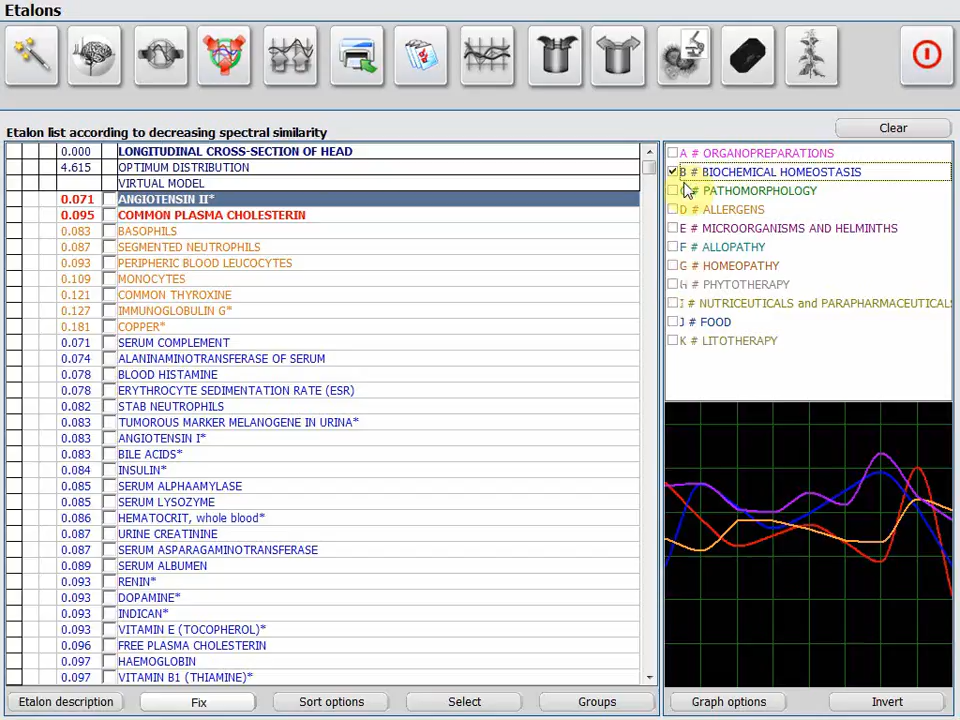 Etalons
Etalon list according to decreasing spectral similarity
Clear
0.000 LONGITUDINAL CROSS-SECTION OF HEAD
4.615 OPTIMUM DISTRIBUTION
VIRTUAL MODEL
0.071 ANGIOTENSIN II*
0.095 COMMON PLASMA CHOLESTERIN
0.083 BASOPHILS
0.087 SEGMENTED NEUTROPHILS
0.093 PERIPHERIC BLOOD LEUCOCYTES
0.109 MONOCYTES
0.121 COMMON THYROXINE
0.127 IMMUNOGLOBULIN G*
0.181 COPPER*
0.071 SERUM COMPLEMENT
0.074 ALANINAMINOTRANSFERASE OF SERUM
0.078 BLOOD HISTAMINE
0.078 ERYTHROCYTE SEDIMENTATION RATE (ESR)
0.082 STAB NEUTROPHILS
0.083 TUMOROUS MARKER MELANOGENE IN URINA*
0.083 ANGIOTENSIN I*
0.083 BILE ACIDS*
0.084 INSULIN*
0.085 SERUM ALPHAAMYLASE
0.085 SERUM LYSOZYME
0.086 HEMATOCRIT, whole blood*
0.087 URINE CREATININE
0.087 SERUM ASPARAGAMINOTRANSFERASE
0.089 SERUM ALBUMEN
0.093 RENIN*
0.093 DOPAMINE*
0.093 INDICAN*
0.093 VITAMIN E (TOCOPHEROL)*
0.096 FREE PLASMA CHOLESTERIN
0.097 HAEMOGLOBIN
0.097 VITAMIN B1 (THIAMINE)*
A # ORGANOPREPARATIONS
B # BIOCHEMICAL HOMEOSTASIS
# PATHOMORPHOLOGY
D # ALLERGENS
E # MICROORGANISMS AND HELMINTHS
F # ALLOPATHY
G # HOMEOPATHY
H # PHYTOTHERAPY
I # NUTRICEUTICALS and PARAPHARMACEUTICALS
J # FOOD
K # LITOTHERAPY
Etalon description
Fix
Sort options
Select
Groups
Graph options
Invert